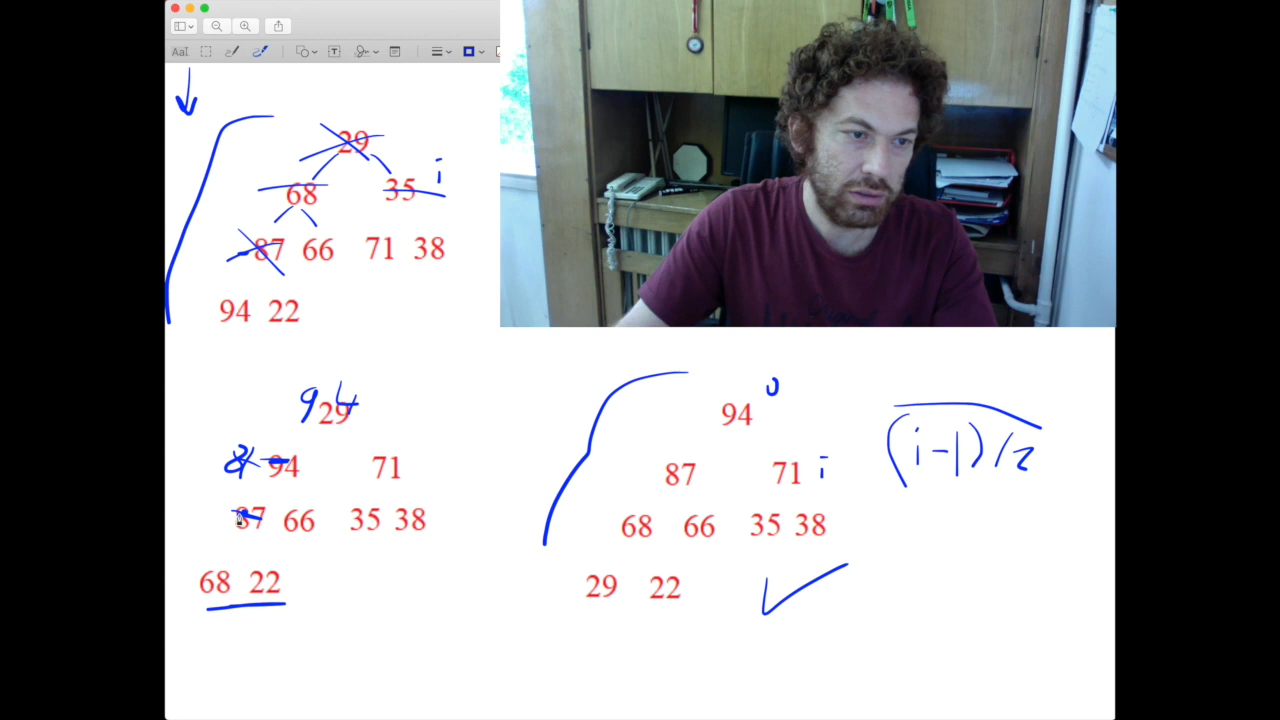 AaI
29
68 35 i
87 66 71 38
94 22
94
29
94 71
87 66 35 38
68 22
0
94
87 71 i
68 66 35 38
29 22
(i-1)/2